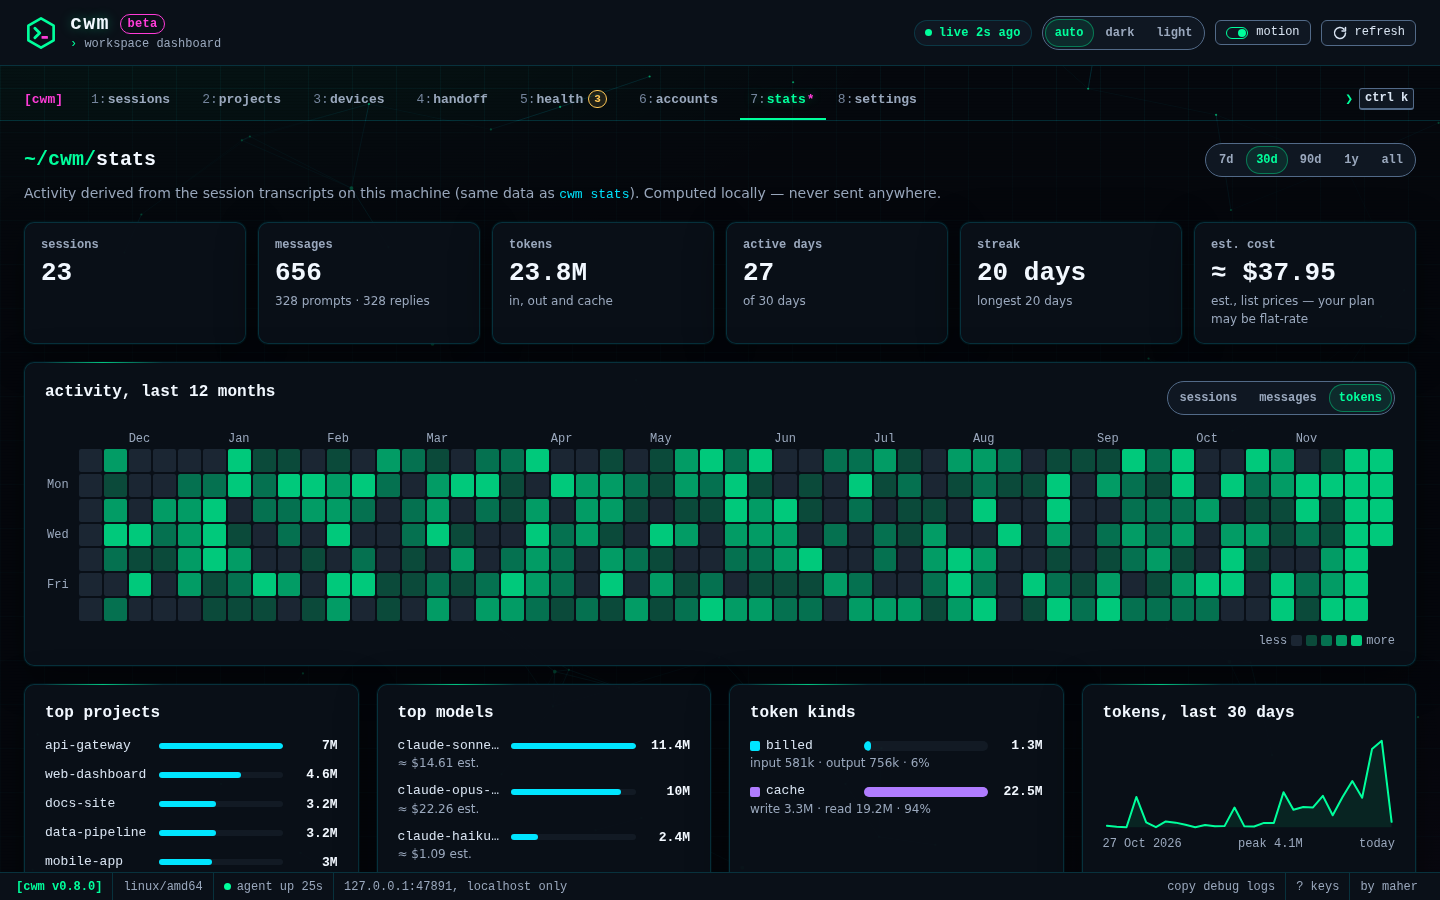 cwm beta
› workspace dashboard
live 2s ago
auto dark light
motion
refresh
[cwm] 1:sessions 2:projects 3:devices 4:handoff 5:health 3 6:accounts 7:stats* 8:settings
❯ ctrl k
~/cwm/stats
7d 30d 90d 1y all
Activity derived from the session transcripts on this machine (same data as cwm stats). Computed locally — never sent anywhere.
sessions
23
messages
656
328 prompts · 328 replies
tokens
23.8M
in, out and cache
active days
27
of 30 days
streak
20 days
longest 20 days
est. cost
≈ $37.95
est., list prices — your plan
may be flat-rate
activity, last 12 months
sessions messages tokens
Dec Jan Feb Mar Apr May Jun Jul Aug Sep Oct Nov
Mon
Wed
Fri
less more
top projects
api-gateway 7M
web-dashboard 4.6M
docs-site 3.2M
data-pipeline 3.2M
mobile-app 3M
top models
claude-sonne… 11.4M
≈ $14.61 est.
claude-opus-… 10M
≈ $22.26 est.
claude-haiku… 2.4M
≈ $1.09 est.
token kinds
billed 1.3M
input 581k · output 756k · 6%
cache 22.5M
write 3.3M · read 19.2M · 94%
tokens, last 30 days
27 Oct 2026 peak 4.1M today
[cwm v0.8.0] linux/amd64 agent up 25s 127.0.0.1:47891, localhost only
copy debug logs ? keys by maher